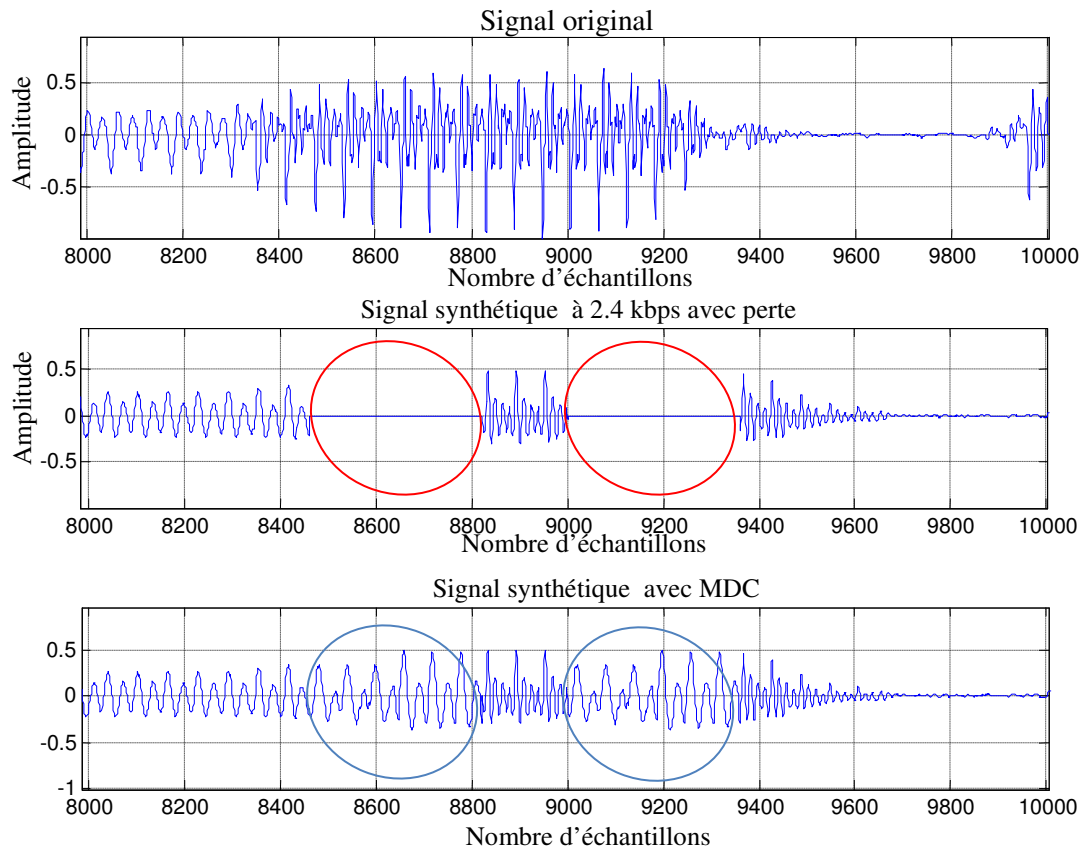 Signal original
Amplitude
0.5
0
-0.5
8000 8200 8400 8600 8800 9000 9200 9400 9600 9800 10000
Nombre d'échantillons
Signal synthétique à 2.4 kbps avec perte
Amplitude
0.5
0
-0.5
8000 8200 8400 8600 8800 9000 9200 9400 9600 9800 10000
Nombre d'échantillons
Signal synthétique avec MDC
0.5
0
-0.5
-1
8000 8200 8400 8600 8800 9000 9200 9400 9600 9800 10000
Nombre d'échantillons